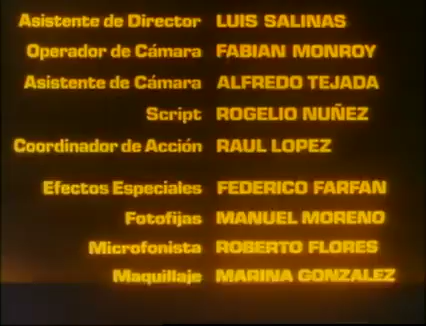 Asistente de Director LUIS SALINAS
Operador de Cámara FABIAN MONROY
Asistente de Cámara ALFREDO TEJADA
Script ROGELIO NUÑEZ
Coordinador de Acción RAUL LOPEZ
Efectos Especiales FEDERICO FARFAN
Fotofijas MANUEL MORENO
Microfonista ROBERTO FLORES
Maquillaje MARINA GONZALEZ